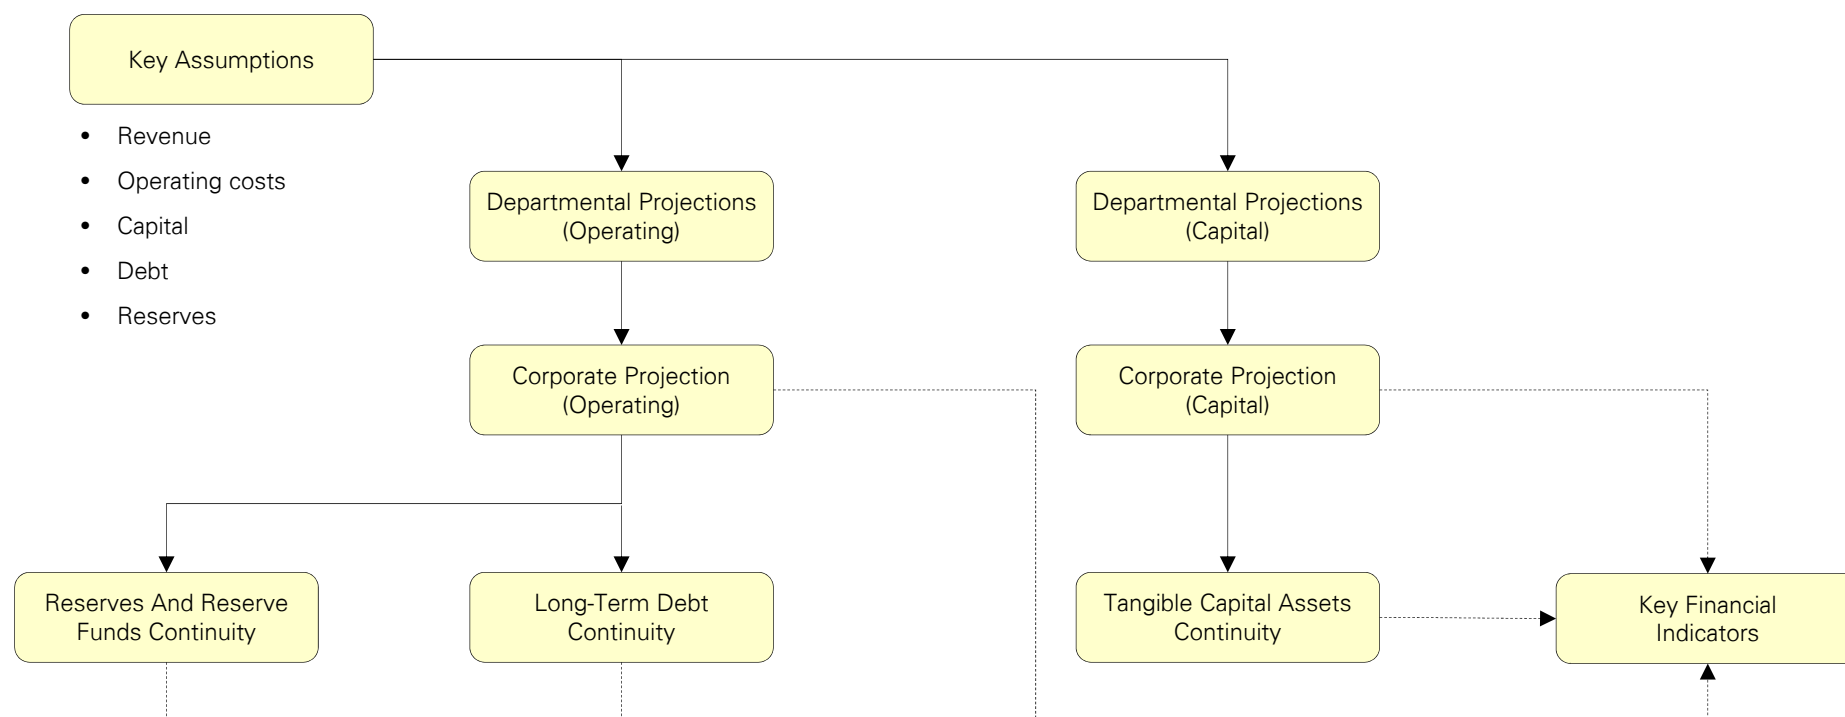 Key Assumptions
• Revenue
• Operating costs
• Capital
• Debt
• Reserves
Departmental Projections
(Operating)
Departmental Projections
(Capital)
Corporate Projection
(Operating)
Corporate Projection
(Capital)
Reserves And Reserve
Funds Continuity
Long-Term Debt
Continuity
Tangible Capital Assets
Continuity
Key Financial
Indicators